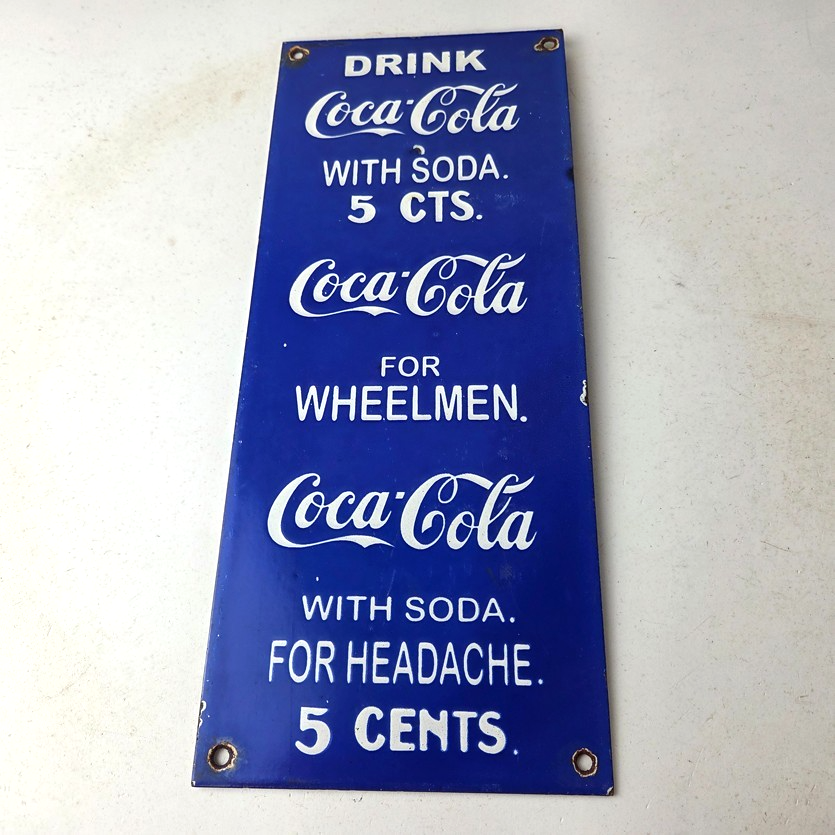 DRINK
Coca-Cola
WITH SODA.
5 CTS.
Coca-Cola
FOR
WHEELMEN.
Coca-Cola
WITH SODA.
FOR HEADACHE.
5 CENTS.